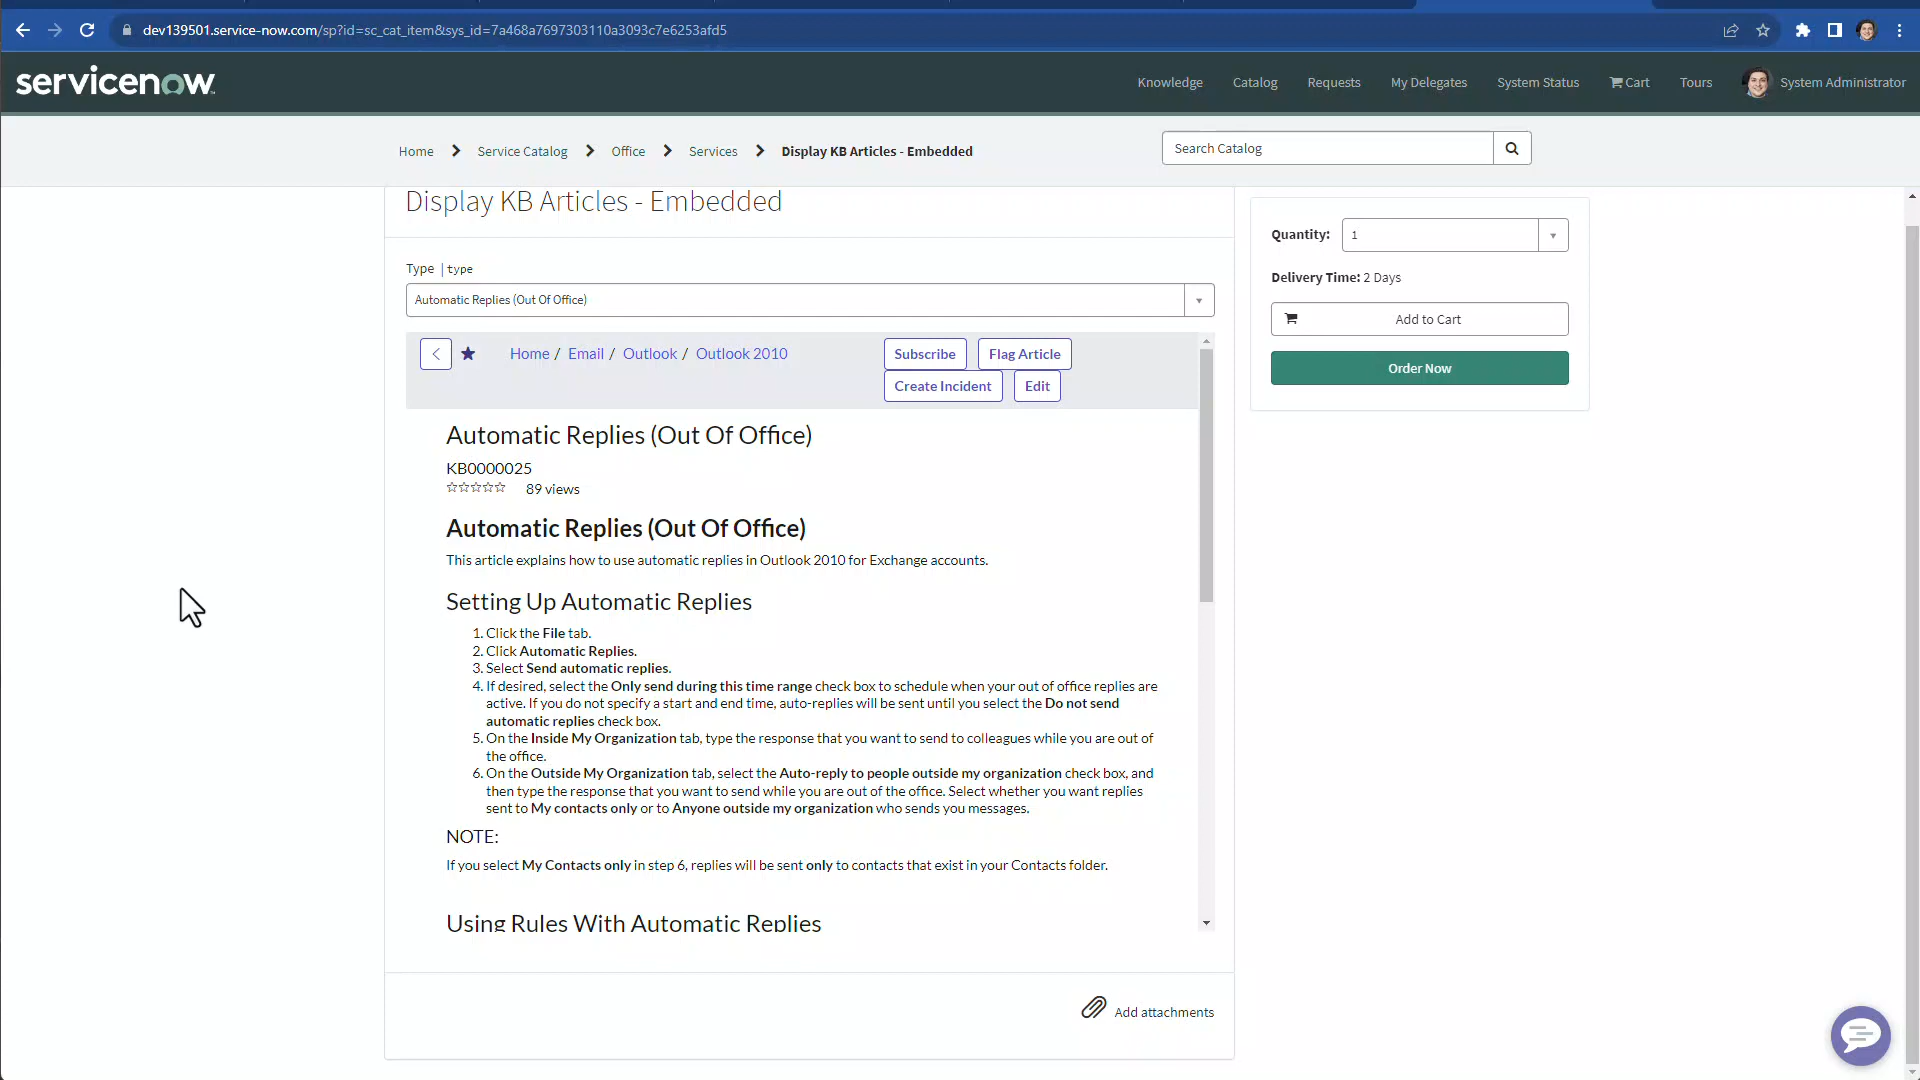 dev139501.service-now.com/sp?id=sc_cat_item&sys_id=7a468a7697303110a3093c7e6253afd5
servicenow
Knowledge
Catalog
Requests
My Delegates
System Status
Cart
Tours
System Administrator
Home
Service Catalog
Office
Services
Display KB Articles - Embedded
Search Catalog
Display KB Articles - Embedded
Type | type
Automatic Replies (Out Of Office)
Home / Email / Outlook / Outlook 2010
Subscribe
Flag Article
Create Incident
Edit
Automatic Replies (Out Of Office)
KB0000025
89 views
Automatic Replies (Out Of Office)
This article explains how to use automatic replies in Outlook 2010 for Exchange accounts.
Setting Up Automatic Replies
1. Click the File tab.
2. Click Automatic Replies.
3. Select Send automatic replies.
4. If desired, select the Only send during this time range check box to schedule when your out of office replies are
active. If you do not specify a start and end time, auto-replies will be sent until you select the Do not send
automatic replies check box.
5. On the Inside My Organization tab, type the response that you want to send to colleagues while you are out of
the office.
6. On the Outside My Organization tab, select the Auto-reply to people outside my organization check box, and
then type the response that you want to send while you are out of the office. Select whether you want replies
sent to My contacts only or to Anyone outside my organization who sends you messages.
NOTE:
If you select My Contacts only in step 6, replies will be sent only to contacts that exist in your Contacts folder.
Using Rules With Automatic Replies
Add attachments
Quantity: 1
Delivery Time: 2 Days
Add to Cart
Order Now